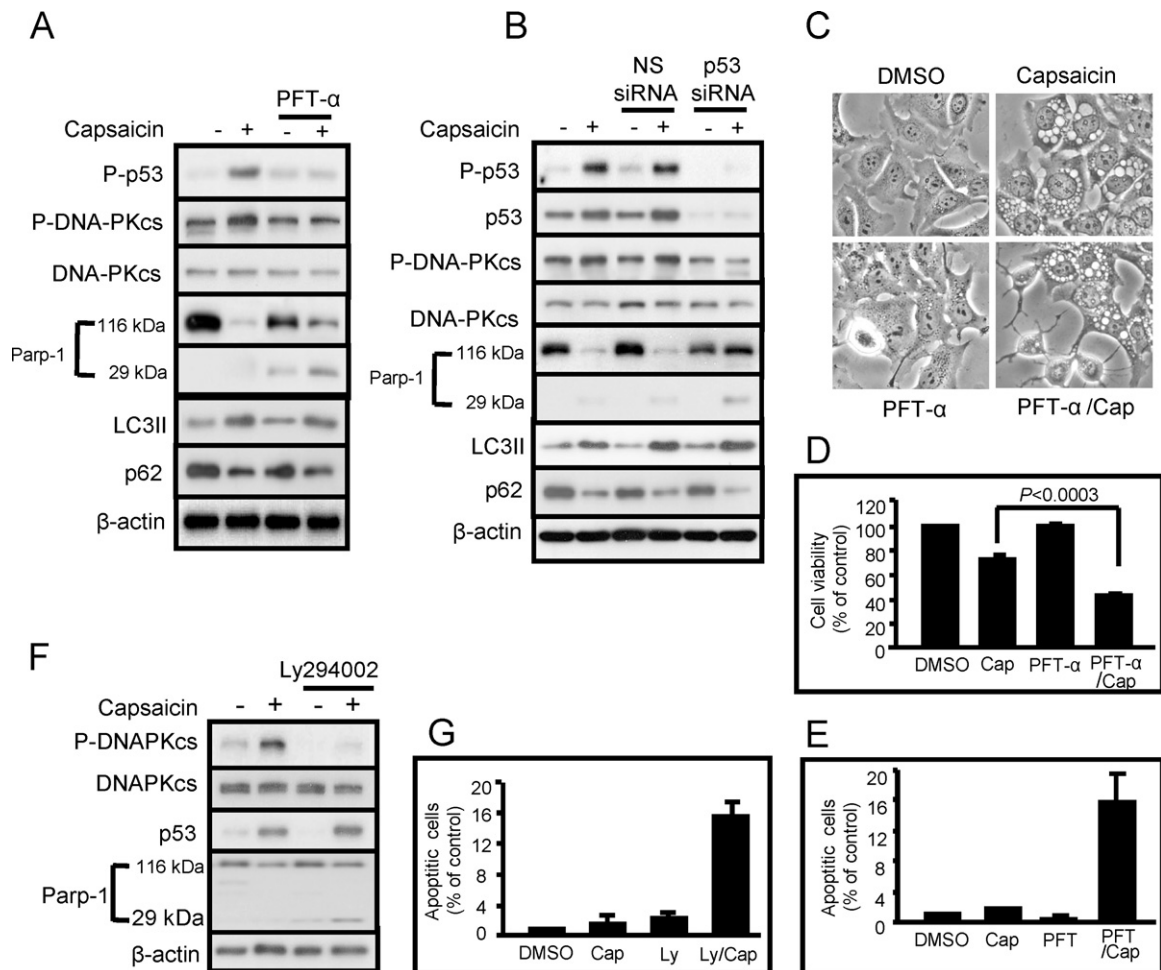 A
PFT-α
Capsaicin - + - +
P-p53
P-DNA-PKcs
DNA-PKcs
116 kDa
Parp-1
29 kDa
LC3II
p62
β-actin
B
NS p53
siRNA siRNA
Capsaicin - + - + - +
P-p53
p53
P-DNA-PKcs
DNA-PKcs
116 kDa
Parp-1
29 kDa
LC3II
p62
β-actin
C
DMSO Capsaicin
PFT-α PFT-α /Cap
D
P<0.0003
Cell viability
(% of control)
120
100
80
60
40
20
0
DMSO Cap PFT-α PFT-α
/Cap
F
Ly294002
Capsaicin - + - +
P-DNAPKcs
DNAPKcs
p53
116 kDa
Parp-1
29 kDa
β-actin
G
Apoptitic cells
(% of control)
20
16
12
8
4
0
DMSO Cap Ly Ly/Cap
E
Apoptitic cells
(% of control)
20
16
12
8
4
0
DMSO Cap PFT PFT
/Cap